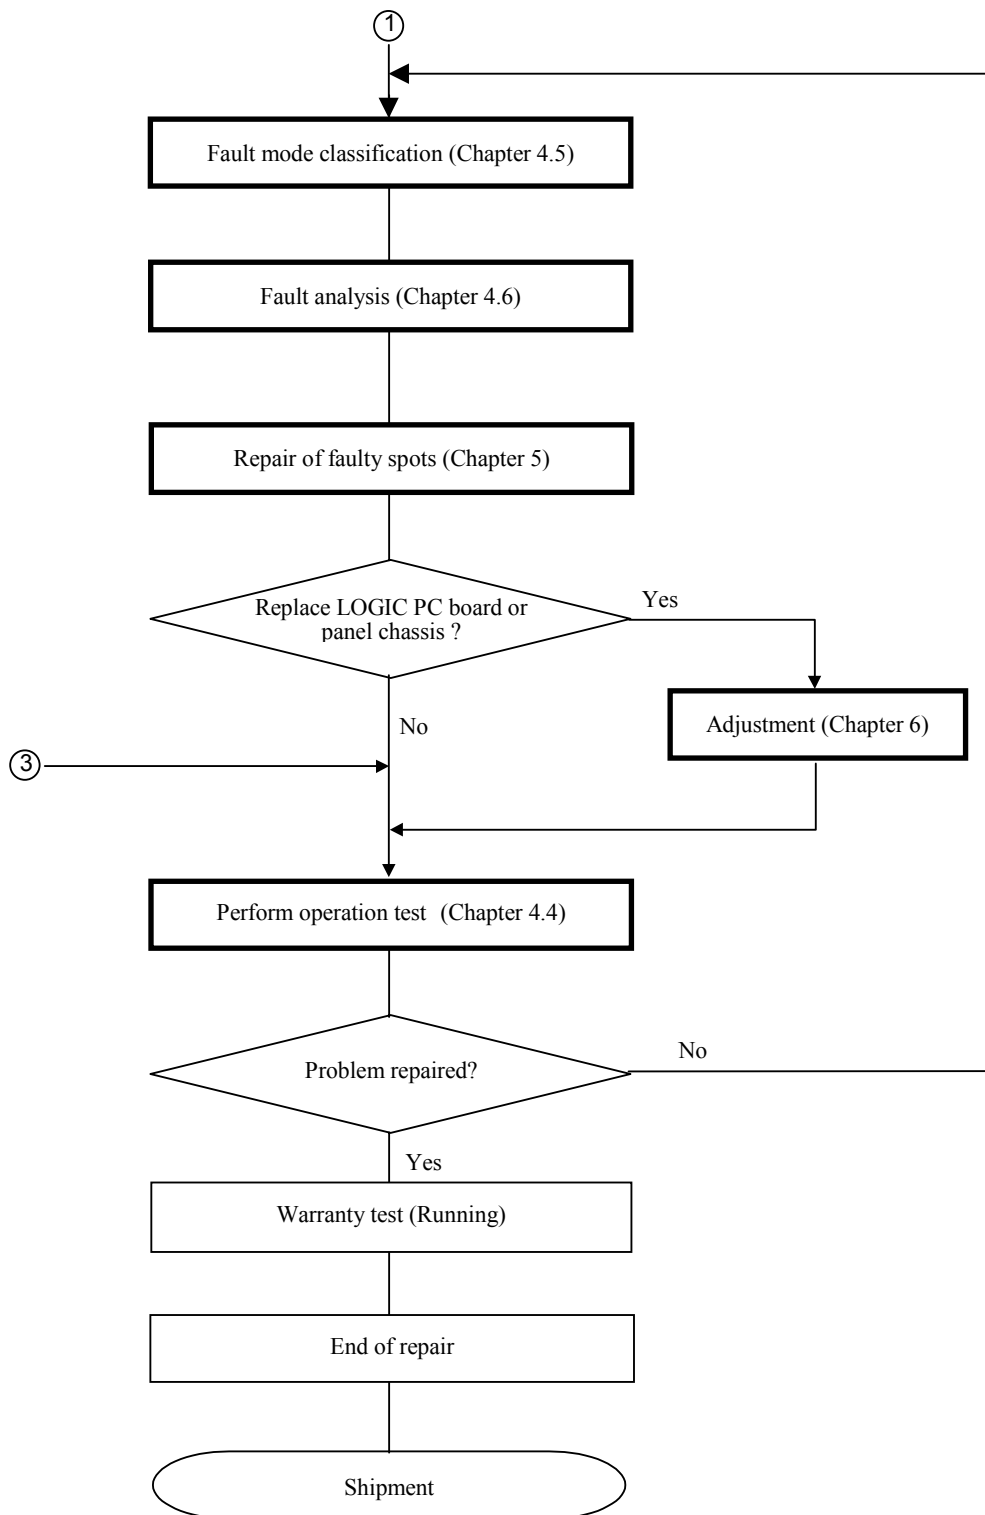 1
Fault mode classification (Chapter 4.5)
Fault analysis (Chapter 4.6)
Repair of faulty spots (Chapter 5)
Replace LOGIC PC board or
panel chassis ?
Yes
No
Adjustment (Chapter 6)
3
Perform operation test (Chapter 4.4)
Problem repaired?
No
Yes
Warranty test (Running)
End of repair
Shipment